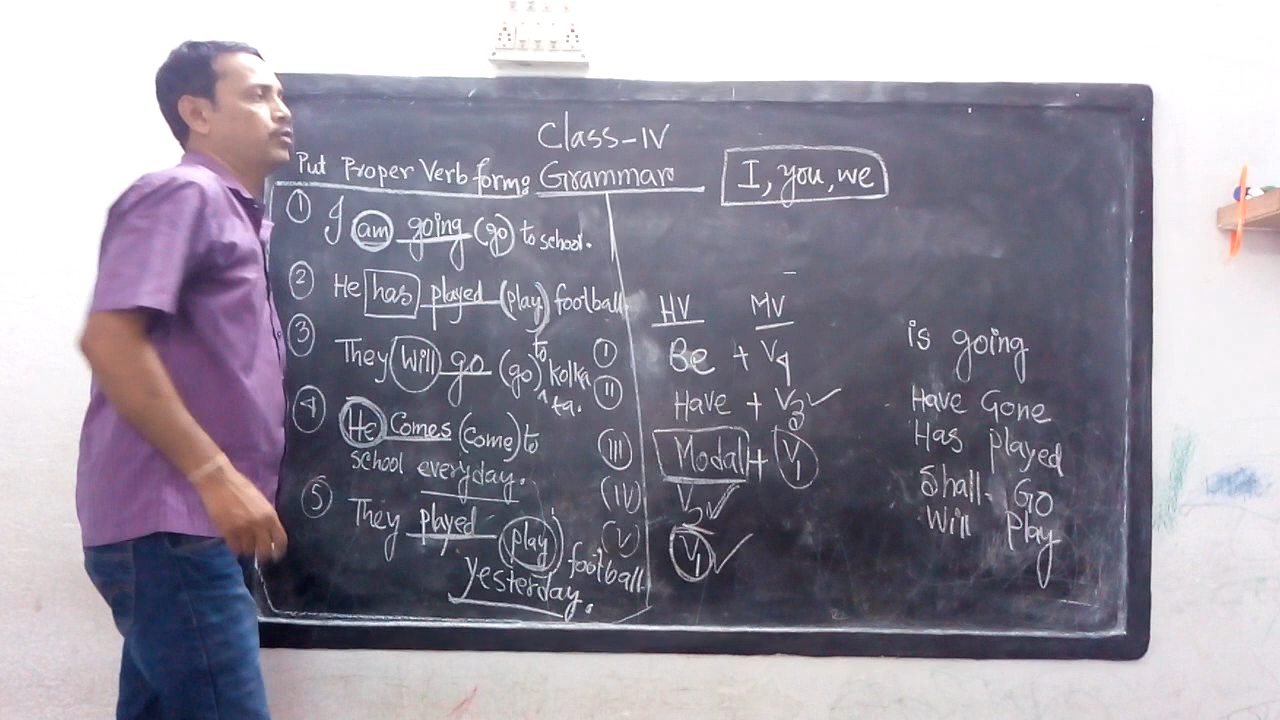 Class-IV
Put Proper Verb form: Grammar
I, you, we
① I am going (go) to school.
② He has played (play) football
③ They will go (go) to kolka
ta.
④ He Comes (come) to
school everyday.
⑤ They played (play) football
yesterday.
HV MV
(I) Be + V4
(II) Have + V3 ✓
(III) Modal + V1
(IV) V5 ✓
(V) V1 ✓
is going
Have Gone
Has played
Shall- Go
Will play